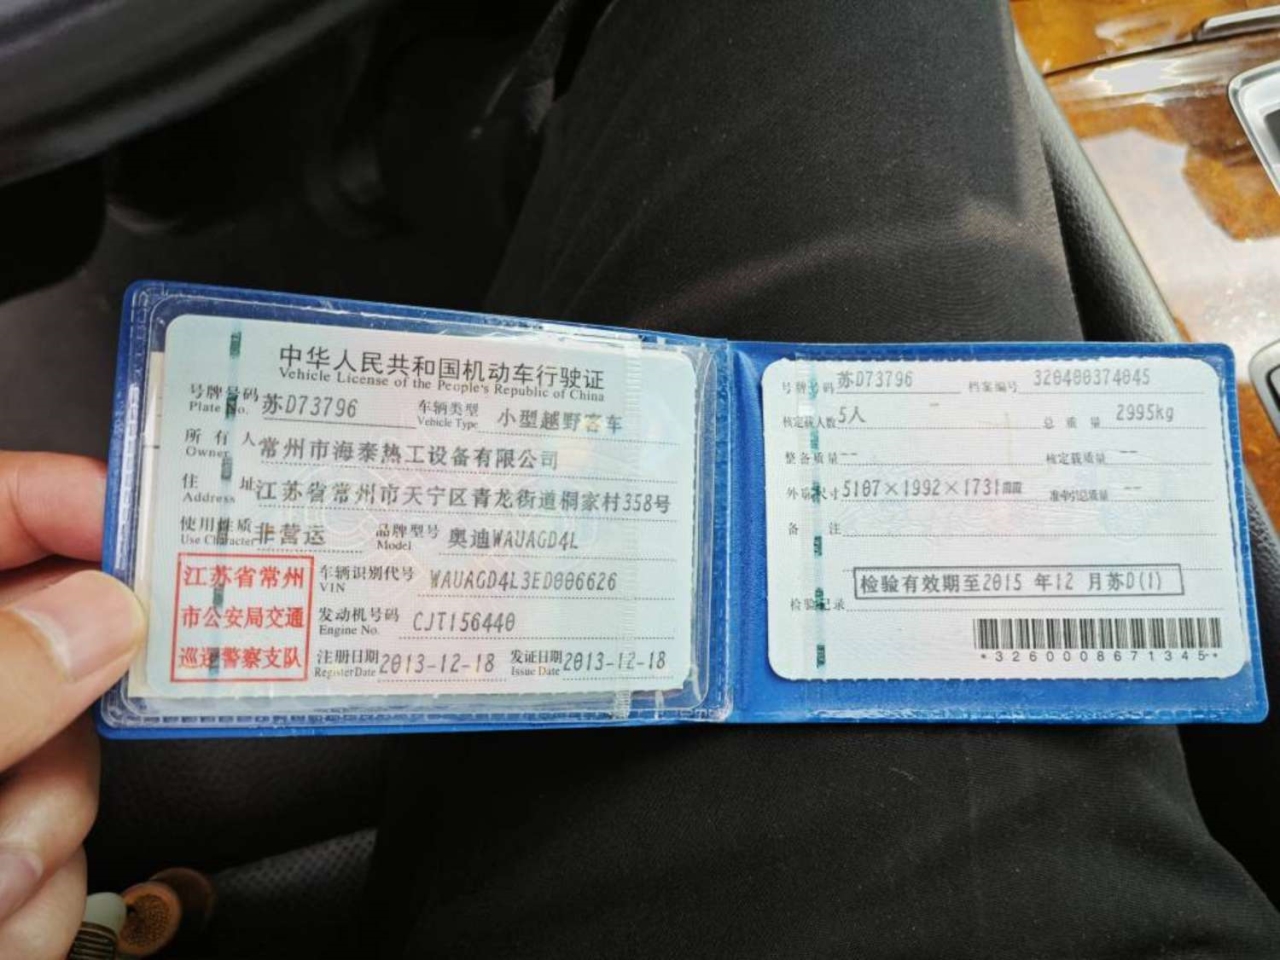 中华人民共和国机动车行驶证
Vehicle License of the People's Republic of China
号牌号码 苏D73796 车辆类型 小型越野客车
Plate No. Vehicle Type
所有人 常州市海泰热工设备有限公司
Owner
住址 江苏省常州市天宁区青龙街道桐家村358号
Address
使用性质 非营运 品牌型号 奥迪WAUAGD4L
Use Character Model
江苏省常州
市公安局交通
巡逻警察支队
车辆识别代号 WAUAGD4L3ED006626
VIN
发动机号码 CJT156440
Engine No.
注册日期 2013-12-18 发证日期 2013-12-18
Register Date Issue Date
号牌号码 苏D73796 档案编号 320400374045
核定载人数 5人 总质量 2995kg
整备质量 -- 核定载质量 --
外廓尺寸 5107×1992×1731mm 准牵引总质量 --
备注
检验有效期至2015 年12 月苏D(1)
检验记录
*3260008671345*